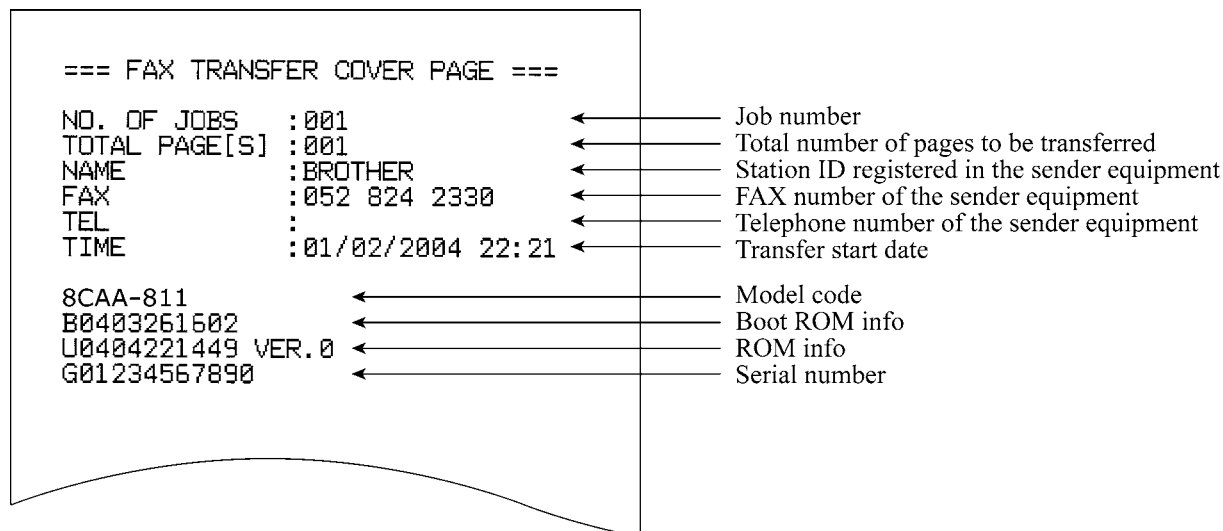 === FAX TRANSFER COVER PAGE ===
NO. OF JOBS :001 Job number
TOTAL PAGE[S] :001 Total number of pages to be transferred
NAME :BROTHER Station ID registered in the sender equipment
FAX :052 824 2330 FAX number of the sender equipment
TEL : Telephone number of the sender equipment
TIME :01/02/2004 22:21 Transfer start date
8CAA-811 Model code
B0403261602 Boot ROM info
U0404221449 VER.0 ROM info
G01234567890 Serial number